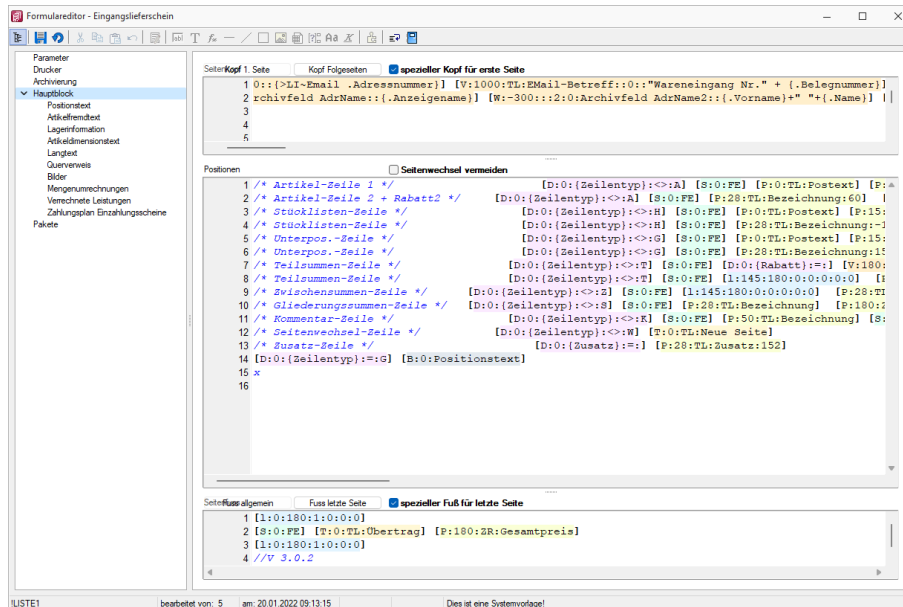 Formulareditor - Eingangslieferschein
Parameter
Drucker
Archivierung
Hauptblock
Positionstext
Artikelfremdtext
Lagerinformation
Artikeldimensionstext
Langtext
Querverweis
Bilder
Mengenumrechnungen
Verrechnete Leistungen
Zahlungsplan Einzahlungsscheine
Pakete
Kopf 1. Seite Kopf Folgeseiten spezieller Kopf für erste Seite
1 0::{>LI~Email .Adressnummer}] [V:1000:TL:EMail-Betreff::0::"Wareneingang Nr." + {.Belegnummer}]
2 rchivfeld AdrName::{.Anzeigename}] [W:-300:::2:0:Archivfeld AdrName2::{.Vorname}+" "+{.Name}] [
3
4
5
Positionen Seitenwechsel vermeiden
1 /* Artikel-Zeile 1 */ [D:0:{Zeilentyp}:<>:A] [S:0:FE] [P:0:TL:Postext] [P:
2 /* Artikel-Zeile 2 + Rabatt2 */ [D:0:{Zeilentyp}:<>:A] [S:0:FE] [P:28:TL:Bezeichnung:60] [
3 /* Stücklisten-Zeile */ [D:0:{Zeilentyp}:<>:H] [S:0:FE] [P:0:TL:Postext] [P:15:
4 /* Stücklisten-Zeile */ [D:0:{Zeilentyp}:<>:H] [S:0:FE] [P:28:TL:Bezeichnung:-1
5 /* Unterpos.-Zeile */ [D:0:{Zeilentyp}:<>:G] [S:0:FE] [P:0:TL:Postext] [P:15:
6 /* Unterpos.-Zeile */ [D:0:{Zeilentyp}:<>:G] [S:0:FE] [P:28:TL:Bezeichnung:15
7 /* Teilsummen-Zeile */ [D:0:{Zeilentyp}:<>:T] [S:0:FE] [D:0:{Rabatt}:=:] [V:180:
8 /* Teilsummen-Zeile */ [D:0:{Zeilentyp}:<>:T] [S:0:FE] [l:145:180:0:0:0:0:0] [P
9 /* Zwischensummen-Zeile */ [D:0:{Zeilentyp}:<>:Z] [S:0:FE] [l:145:180:0:0:0:0:0] [P:28:TL
10 /* Gliederungssummen-Zeile */ [D:0:{Zeilentyp}:<>:S] [S:0:FE] [P:28:TL:Bezeichnung] [P:180:Z
11 /* Kommentar-Zeile */ [D:0:{Zeilentyp}:<>:K] [S:0:FE] [P:50:TL:Bezeichnung] [S:
12 /* Seitenwechsel-Zeile */ [D:0:{Zeilentyp}:<>:W] [T:0:TL:Neue Seite]
13 /* Zusatz-Zeile */ [D:0:{Zusatz}:=:] [P:28:TL:Zusatz:152]
14 [D:0:{Zeilentyp}:=:G] [B:0:Positionstext]
15 x
16
allgemein Fuss letzte Seite spezieller Fuß für letzte Seite
1 [l:0:180:1:0:0:0]
2 [S:0:FE] [T:0:TL:Übertrag] [P:180:ZR:Gesamtpreis]
3 [l:0:180:1:0:0:0]
4 //V 3.0.2
!LISTE1 bearbeitet von: 5 am: 20.01.2022 09:13:15 Dies ist eine Systemvorlage!